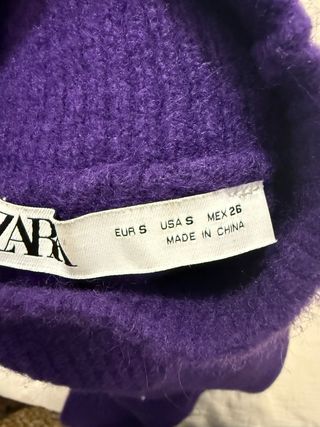 ZARA
EUR S USA S MEX 26
MADE IN CHINA